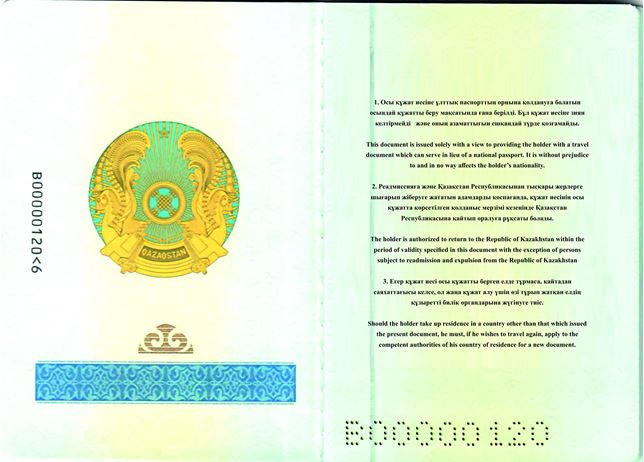 B00000120<6
QAZAQSTAN
1. Осы құжат иесіне ұлттық паспорттың орнына қолдануға болатын
осындай құжатты беру мақсатында ғана берілді. Бұл құжат иесіне зиян
келтірмейді және оның азаматтығын ешқандай түрде қозғамайды.
This document is issued solely with a view to providing the holder with a travel
document which can serve in lieu of a national passport. It is without prejudice
to and in no way affects the holder's nationality.
2. Реадмиссияға және Қазақстан Республикасынан тысқары жерлерге
шығарып жіберуге жататын адамдарды қоспағанда, құжат иесінің осы
құжатта көрсетілген қолданыс мерзімі кезеңінде Қазақстан
Республикасына қайтып оралуға рұқсаты болады.
The holder is authorized to return to the Republic of Kazakhstan within the
period of validity specified in this document with the exception of persons
subject to readmission and expulsion from the Republic of Kazakhstan
3. Егер құжат иесі осы құжатты берген елде тұрмаса, қайтадан
саяхаттағысы келсе, ол жаңа құжат алу үшін өзі тұрып жатқан елдің
құзыретті билік органдарына жүгінуге тиіс.
Should the holder take up residence in a country other than that which issued
the present document, he must, if he wishes to travel again, apply to the
competent authorities of his country of residence for a new document.
B00000120